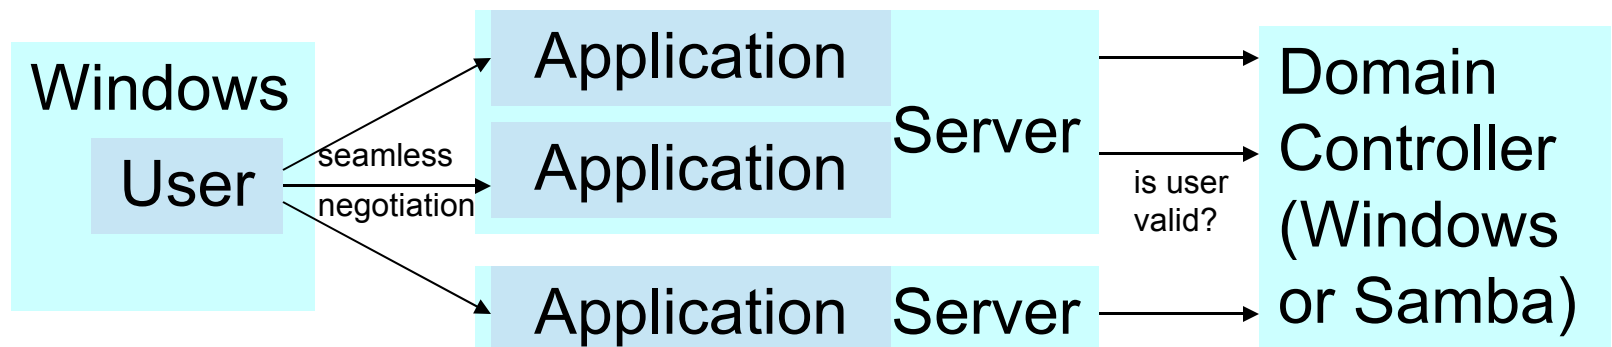 Windows
User
seamless
negotiation
Application
Application
Server
Application
Server
is user
valid?
Domain
Controller
(Windows
or Samba)